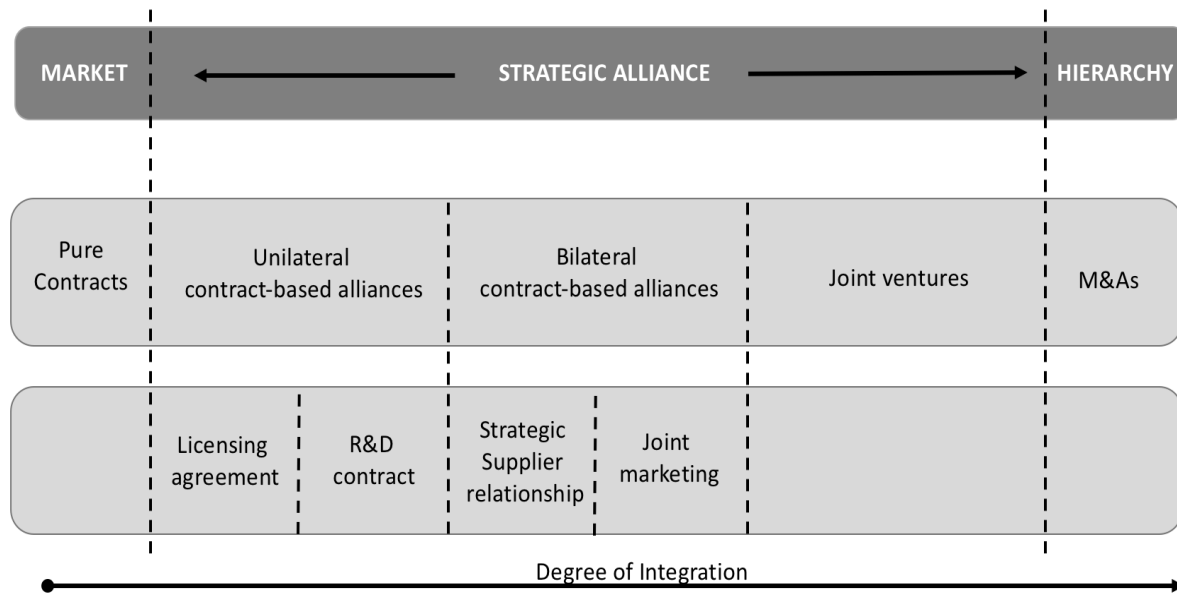 MARKET
STRATEGIC ALLIANCE
HIERARCHY
Pure
Contracts
Unilateral
contract-based alliances
Bilateral
contract-based alliances
Joint ventures
M&As
Licensing
agreement
R&D
contract
Strategic
Supplier
relationship
Joint
marketing
Degree of Integration